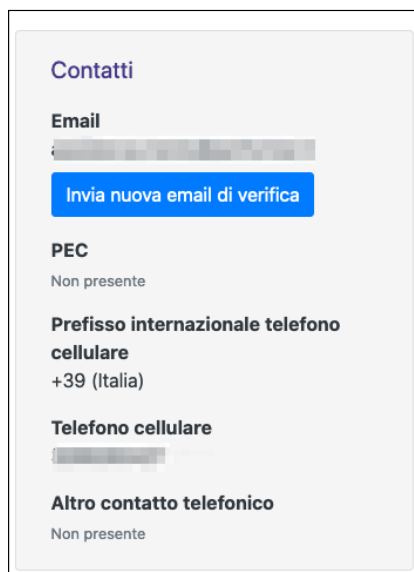 Contatti
Email
Invia nuova email di verifica
PEC
Non presente
Prefisso internazionale telefono
cellulare
+39 (Italia)
Telefono cellulare
Altro contatto telefonico
Non presente